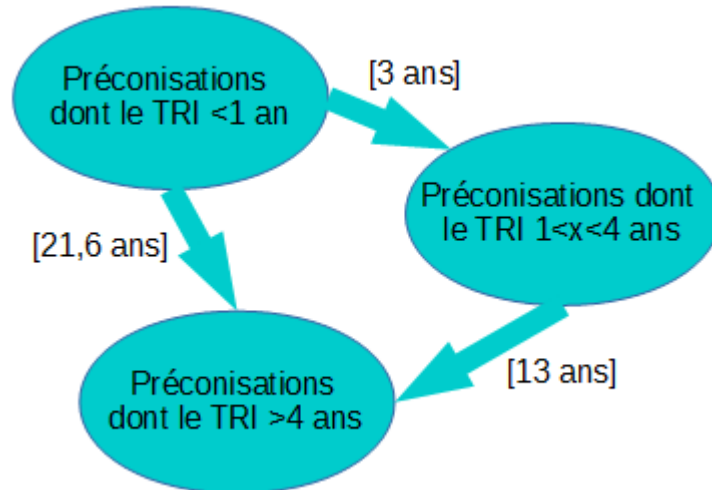 Préconisations
dont le TRI <1 an
[3 ans]
Préconisations dont
le TRI 1<x<4 ans
[21,6 ans]
Préconisations
dont le TRI >4 ans
[13 ans]